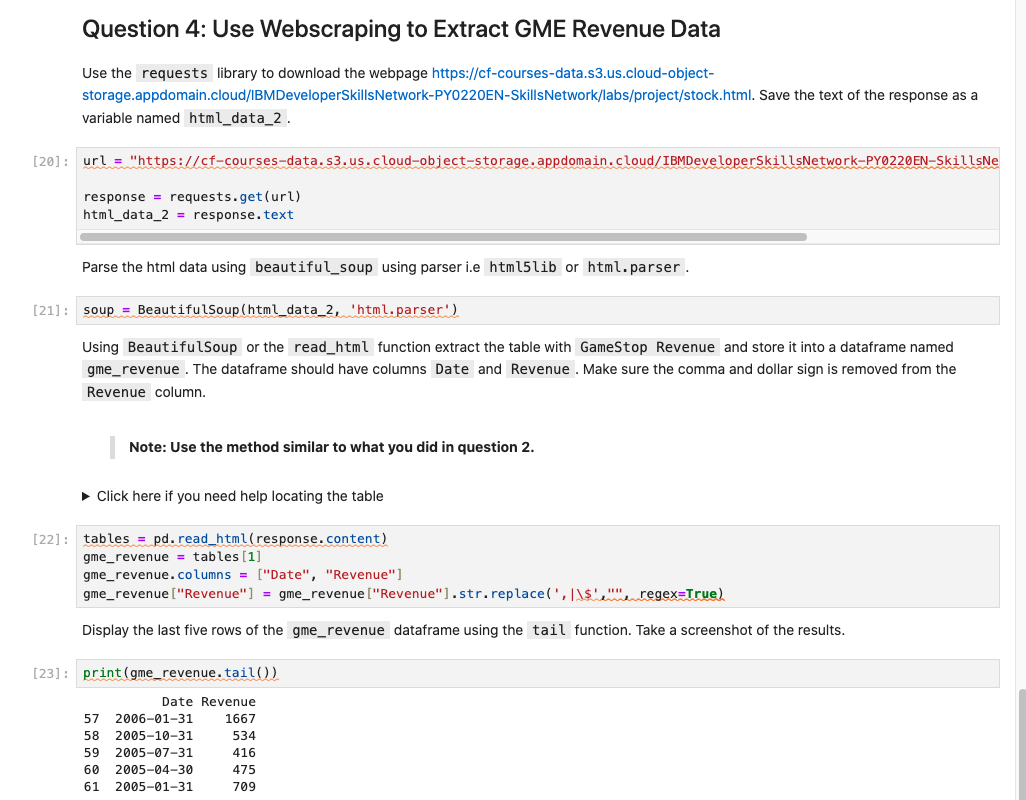 Question 4: Use Webscraping to Extract GME Revenue Data
Use the requests library to download the webpage https://cf-courses-data.s3.us.cloud-object-
storage.appdomain.cloud/IBMDeveloperSkillsNetwork-PY0220EN-SkillsNetwork/labs/project/stock.html. Save the text of the response as a
variable named html_data_2.
[20]: url = "https://cf-courses-data.s3.us.cloud-object-storage.appdomain.cloud/IBMDeveloperSkillsNetwork-PY0220EN-SkillsNe
response = requests.get(url)
html_data_2 = response.text
Parse the html data using beautiful_soup using parser i.e html5lib or html.parser.
[21]: soup = BeautifulSoup(html_data_2, 'html.parser')
Using BeautifulSoup or the read_html function extract the table with GameStop Revenue and store it into a dataframe named
gme_revenue. The dataframe should have columns Date and Revenue. Make sure the comma and dollar sign is removed from the
Revenue column.
Note: Use the method similar to what you did in question 2.
▶ Click here if you need help locating the table
[22]: tables = pd.read_html(response.content)
gme_revenue = tables[1]
gme_revenue.columns = ["Date", "Revenue"]
gme_revenue["Revenue"] = gme_revenue["Revenue"].str.replace(',|\$',"", regex=True)
Display the last five rows of the gme_revenue dataframe using the tail function. Take a screenshot of the results.
[23]: print(gme_revenue.tail())
Date Revenue
57 2006-01-31 1667
58 2005-10-31 534
59 2005-07-31 416
60 2005-04-30 475
61 2005-01-31 709